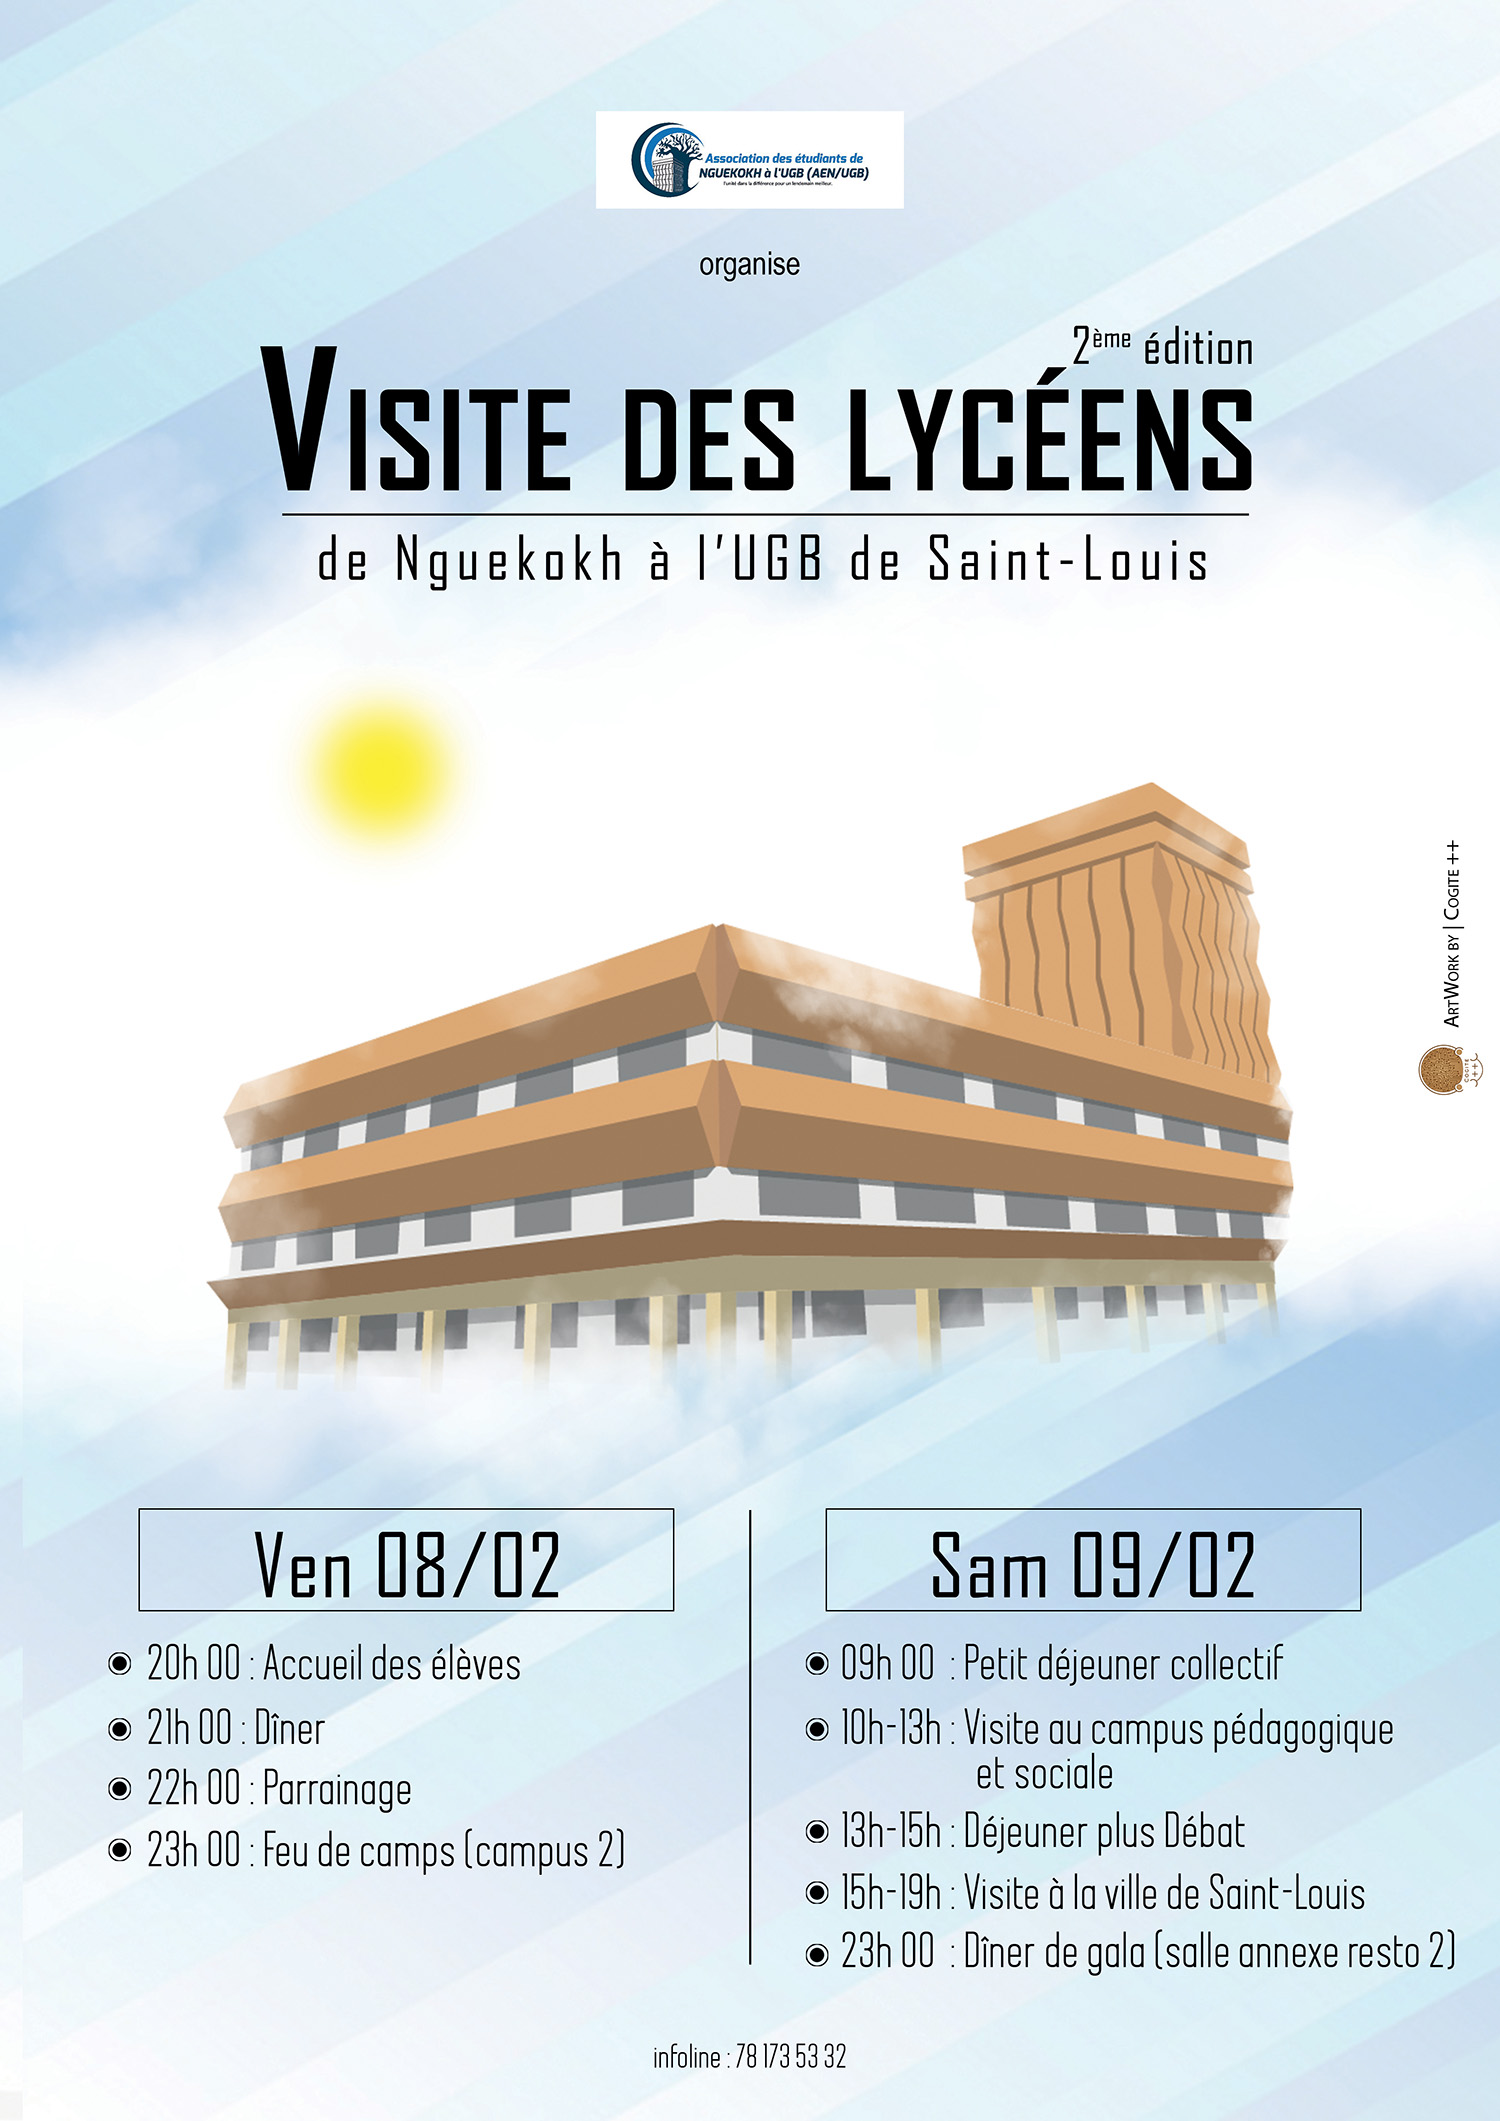 Association des étudiants de
NGUEKOKH à l'UGB (AEN/UGB)
l'unité dans la différence pour un lendemain meilleur.
organise
2ème édition
VISITE DES LYCÉENS
de Nguekokh à l'UGB de Saint-Louis
ARTWORK BY | COGITE ++
COGITE
Ven 08/02
20h 00 : Accueil des élèves
21h 00 : Dîner
22h 00 : Parrainage
23h 00 : Feu de camps (campus 2)
Sam 09/02
09h 00 : Petit déjeuner collectif
10h-13h : Visite au campus pédagogique
et sociale
13h-15h : Déjeuner plus Débat
15h-19h : Visite à la ville de Saint-Louis
23h 00 : Dîner de gala (salle annexe resto 2)
infoline : 78 173 53 32